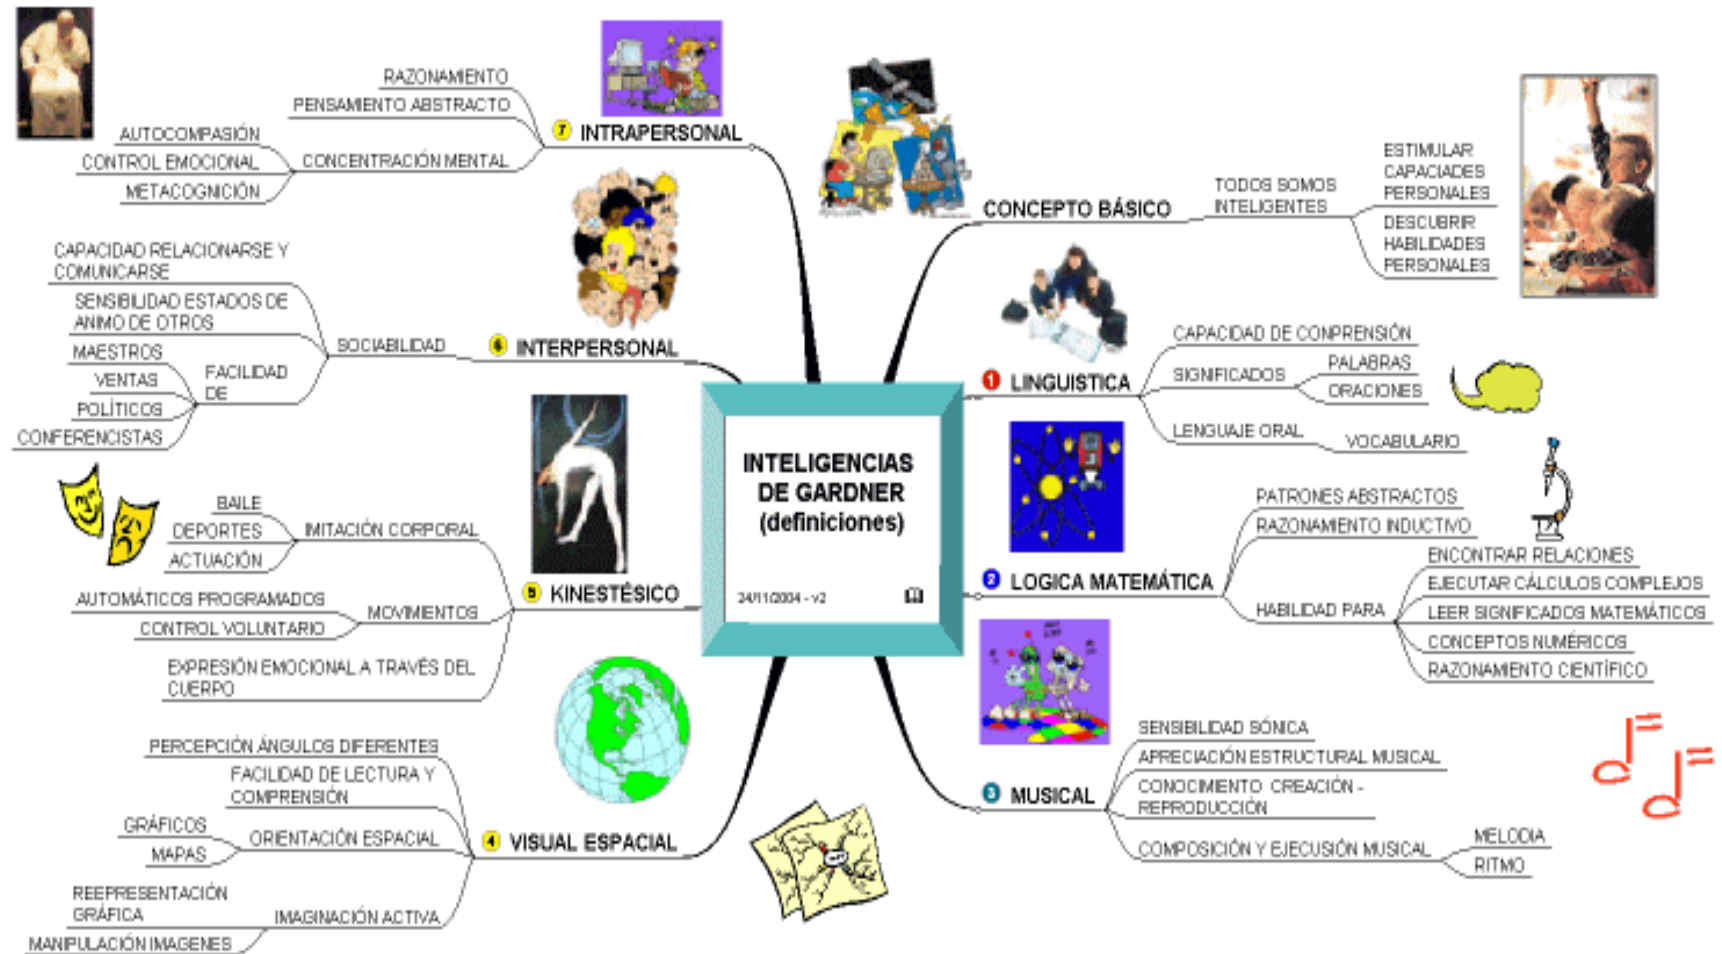 INTELIGENCIAS
DE GARDNER
(definiciones)
24/11/2004 - v2
CONCEPTO BÁSICO
TODOS SOMOS
INTELIGENTES
ESTIMULAR
CAPACIADES
PERSONALES
DESCUBRIR
HABILIDADES
PERSONALES
1 LINGUISTICA
CAPACIDAD DE CONPRENSIÓN
SIGNIFICADOS
PALABRAS
ORACIONES
LENGUAJE ORAL
VOCABULARIO
2 LOGICA MATEMÁTICA
PATRONES ABSTRACTOS
RAZONAMIENTO INDUCTIVO
HABILIDAD PARA
ENCONTRAR RELACIONES
EJECUTAR CÁLCULOS COMPLEJOS
LEER SIGNIFICADOS MATEMÁTICOS
CONCEPTOS NUMÉRICOS
RAZONAMIENTO CIENTÍFICO
3 MUSICAL
SENSIBILIDAD SÓNICA
APRECIACIÓN ESTRUCTURAL MUSICAL
CONOCIMIENTO CREACIÓN -
REPRODUCCIÓN
COMPOSICIÓN Y EJECUSIÓN MUSICAL
MELODIA
RITMO
4 VISUAL ESPACIAL
PERCEPCIÓN ÁNGULOS DIFERENTES
FACILIDAD DE LECTURA Y
COMPRENSIÓN
ORIENTACIÓN ESPACIAL
GRÁFICOS
MAPAS
IMAGINACIÓN ACTIVA
REEPRESENTACIÓN
GRÁFICA
MANIPULACIÓN IMAGENES
5 KINESTÉSICO
IMITACIÓN CORPORAL
BAILE
DEPORTES
ACTUACIÓN
MOVIMIENTOS
AUTOMÁTICOS PROGRAMADOS
CONTROL VOLUNTARIO
EXPRESIÓN EMOCIONAL A TRAVÉS DEL
CUERPO
6 INTERPERSONAL
SOCIABILIDAD
CAPACIDAD RELACIONARSE Y
COMUNICARSE
SENSIBILIDAD ESTADOS DE
ANIMO DE OTROS
FACILIDAD
DE
MAESTROS
VENTAS
POLÍTICOS
CONFERENCISTAS
7 INTRAPERSONAL
RAZONAMIENTO
PENSAMIENTO ABSTRACTO
CONCENTRACIÓN MENTAL
AUTOCOMPASIÓN
CONTROL EMOCIONAL
METACOGNICIÓN